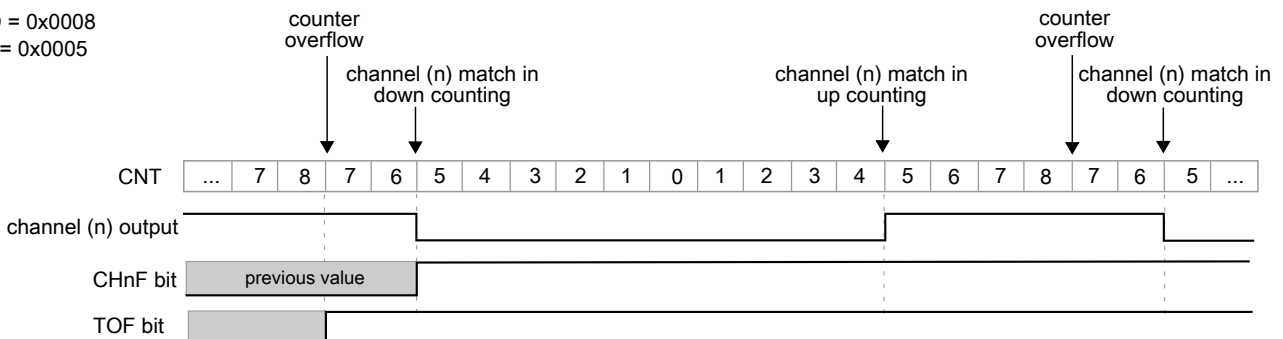 = 0x0008
= 0x0005
counter
overflow
channel (n) match in
down counting
channel (n) match in
up counting
counter
overflow
channel (n) match in
down counting
CNT ... 7 8 7 6 5 4 3 2 1 0 1 2 3 4 5 6 7 8 7 6 5 ...
channel (n) output
CHnF bit previous value
TOF bit